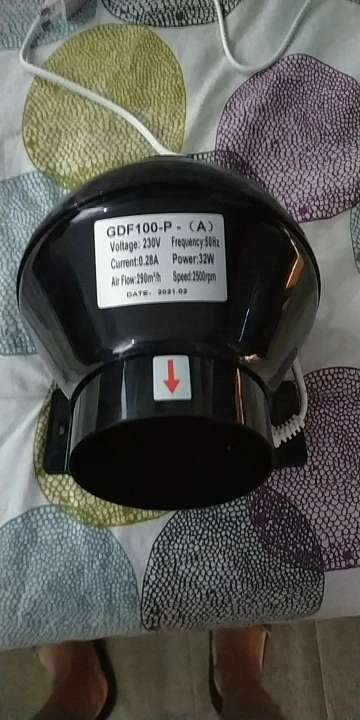 GDF100-P - (A)
Voltage: 230V Frequency:50Hz
Current:0.28A Power:32W
Air Flow:290m³/h Speed:2500rpm
DATE: 2021.02